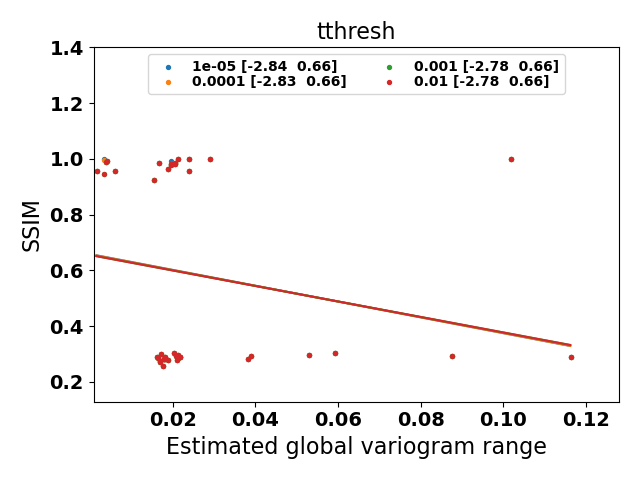 tthresh
1e-05 [-2.84  0.66]
0.0001 [-2.83  0.66]
0.001 [-2.78  0.66]
0.01 [-2.78  0.66]
1.4
1.2
1.0
0.8
0.6
0.4
0.2
SSIM
0.02 0.04 0.06 0.08 0.10 0.12
Estimated global variogram range